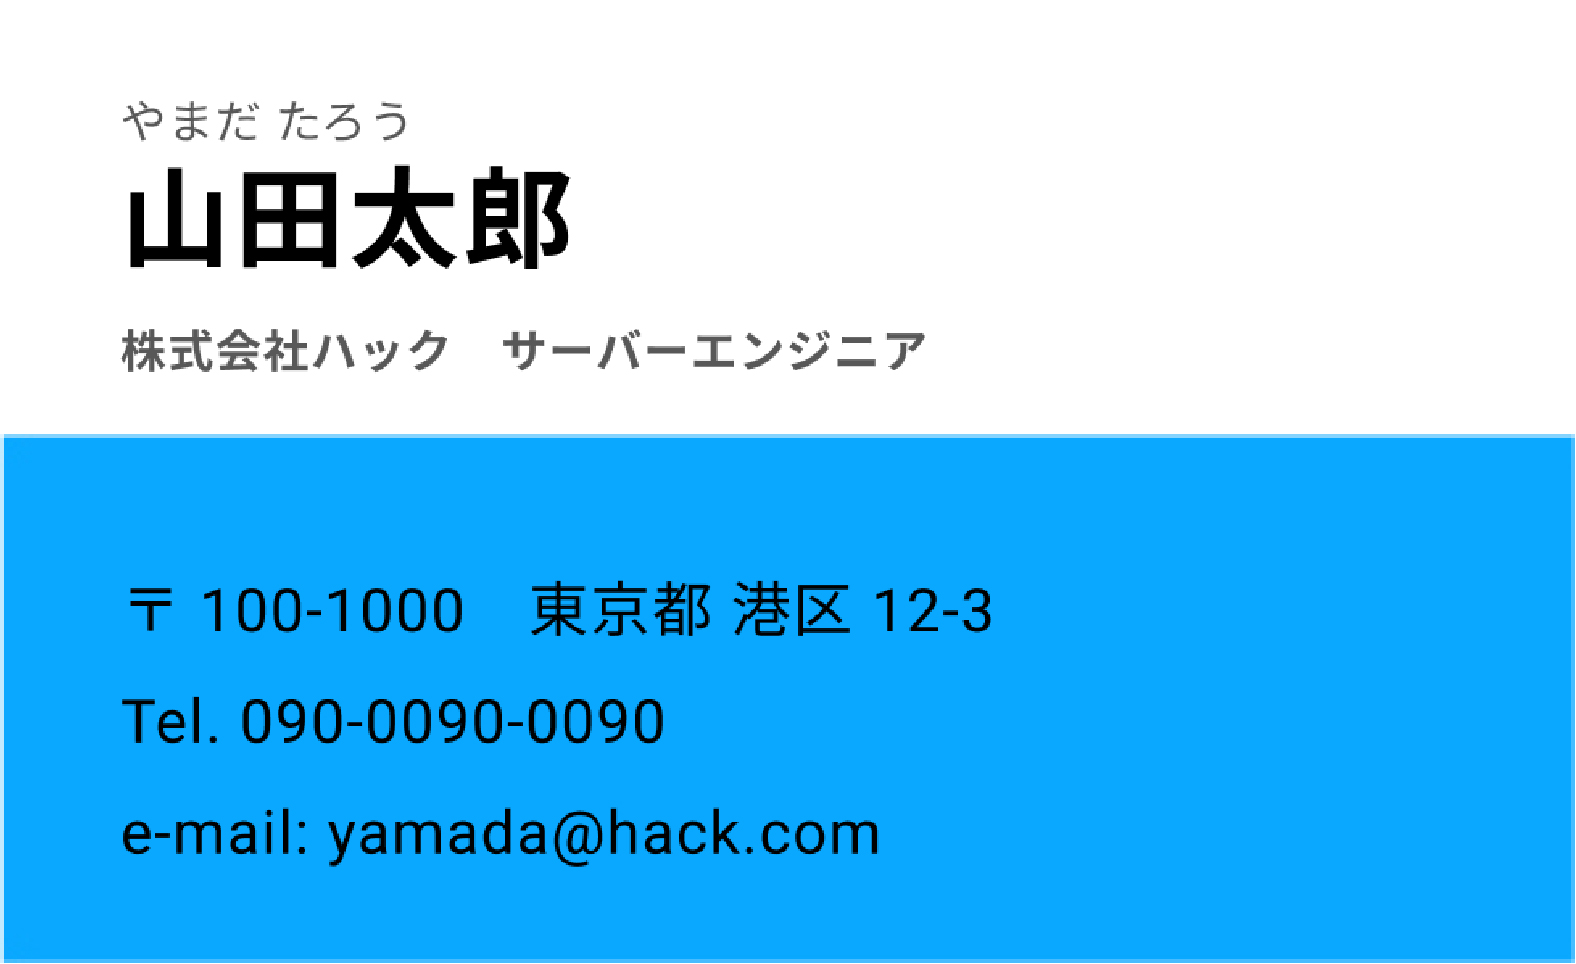 やまだ たろう
山田太郎
株式会社ハック　サーバーエンジニア
〒 100-1000　東京都 港区 12-3
Tel. 090-0090-0090
e-mail: yamada@hack.com